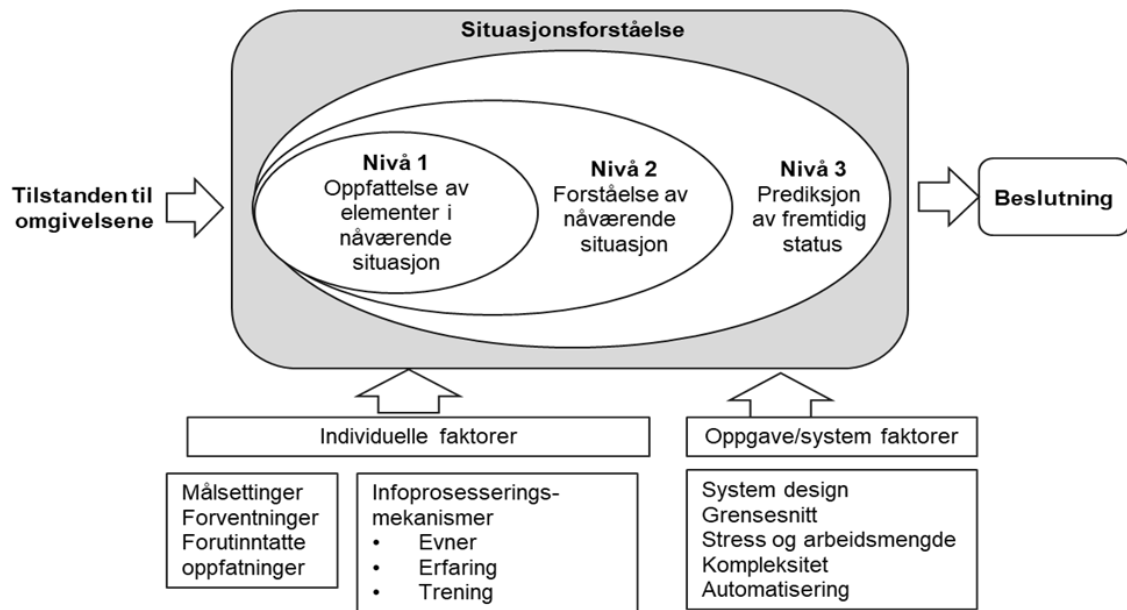 Situasjonsforståelse
Tilstanden til
omgivelsene
Nivå 1
Oppfattelse av
elementer i
nåværende
situasjon
Nivå 2
Forståelse av
nåværende
situasjon
Nivå 3
Prediksjon
av fremtidig
status
Beslutning
Individuelle faktorer
Målsettinger
Forventninger
Forutinntatte
oppfatninger
Infoprosesserings-
mekanismer
• Evner
• Erfaring
• Trening
Oppgave/system faktorer
System design
Grensesnitt
Stress og arbeidsmengde
Kompleksitet
Automatisering